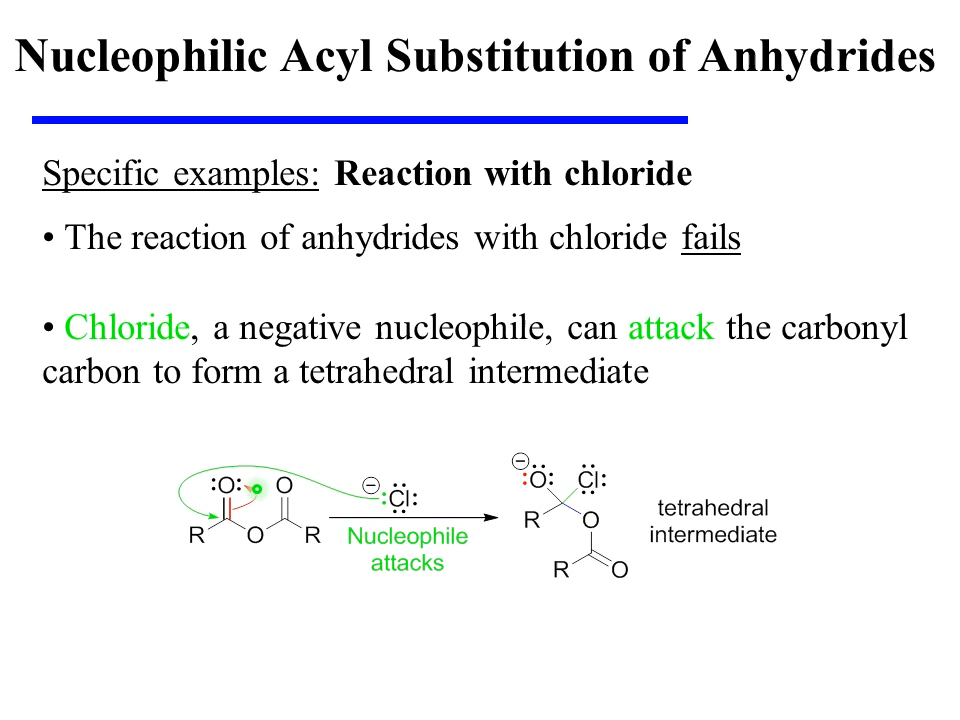 Nucleophilic Acyl Substitution of Anhydrides
Specific examples: Reaction with chloride
• The reaction of anhydrides with chloride fails
• Chloride, a negative nucleophile, can attack the carbonyl
carbon to form a tetrahedral intermediate
O O
R O R
− Cl
Nucleophile
attacks
− O Cl
R O
R O
tetrahedral
intermediate